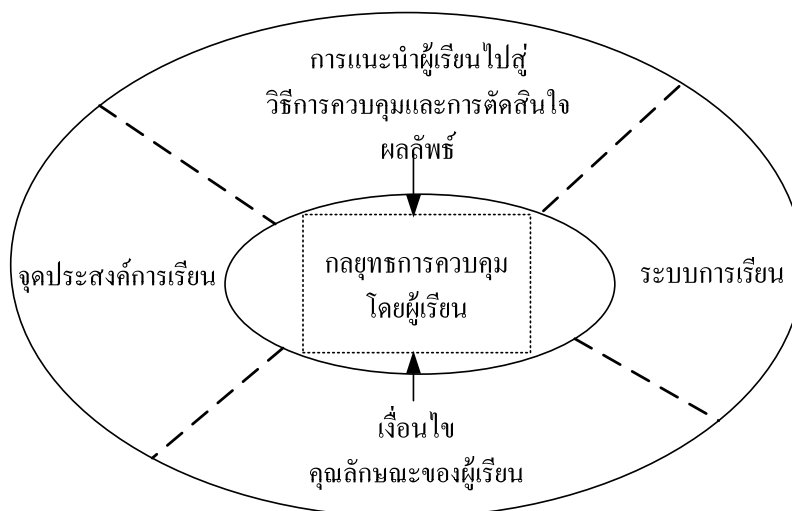 การแนะนำผู้เรียนไปสู่
วิธีการควบคุมและการตัดสินใจ
ผลลัพธ์
จุดประสงค์การเรียน
กลยุทธการควบคุม
โดยผู้เรียน
ระบบการเรียน
เงื่อนไข
คุณลักษณะของผู้เรียน